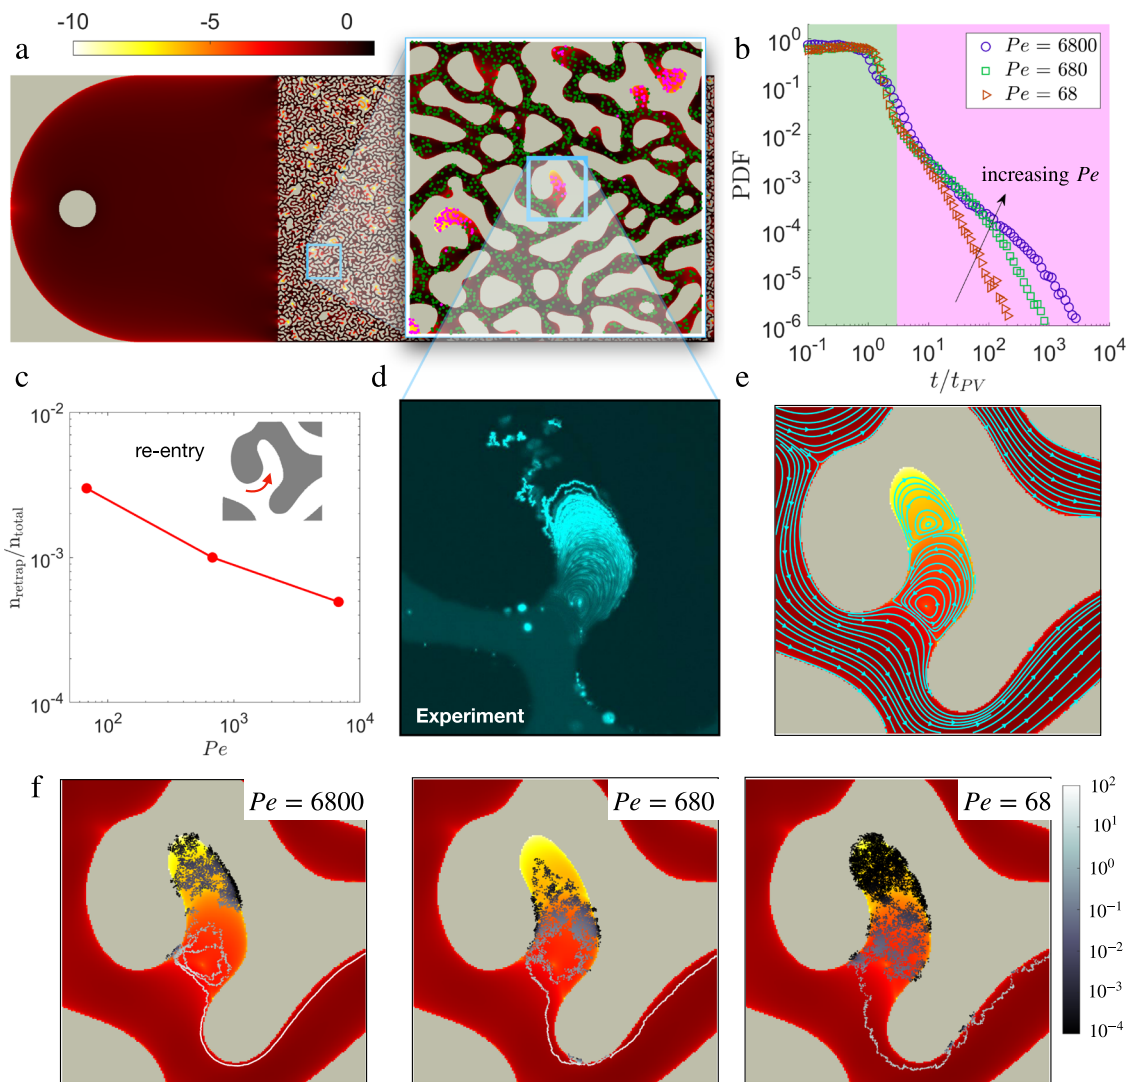 -10 -5 0
a
b
PDF
10^0
10^-1
10^-2
10^-3
10^-4
10^-5
10^-6
Pe = 6800
Pe = 680
Pe = 68
increasing Pe
10^-1 10^0 10^1 10^2 10^3 10^4
t/t_PV
c
n_retrap/n_total
10^-2
10^-3
10^-4
re-entry
10^2 10^3 10^4
Pe
d
Experiment
e
f
Pe = 6800
Pe = 680
Pe = 68
10^2
10^1
10^0
10^-1
10^-2
10^-3
10^-4